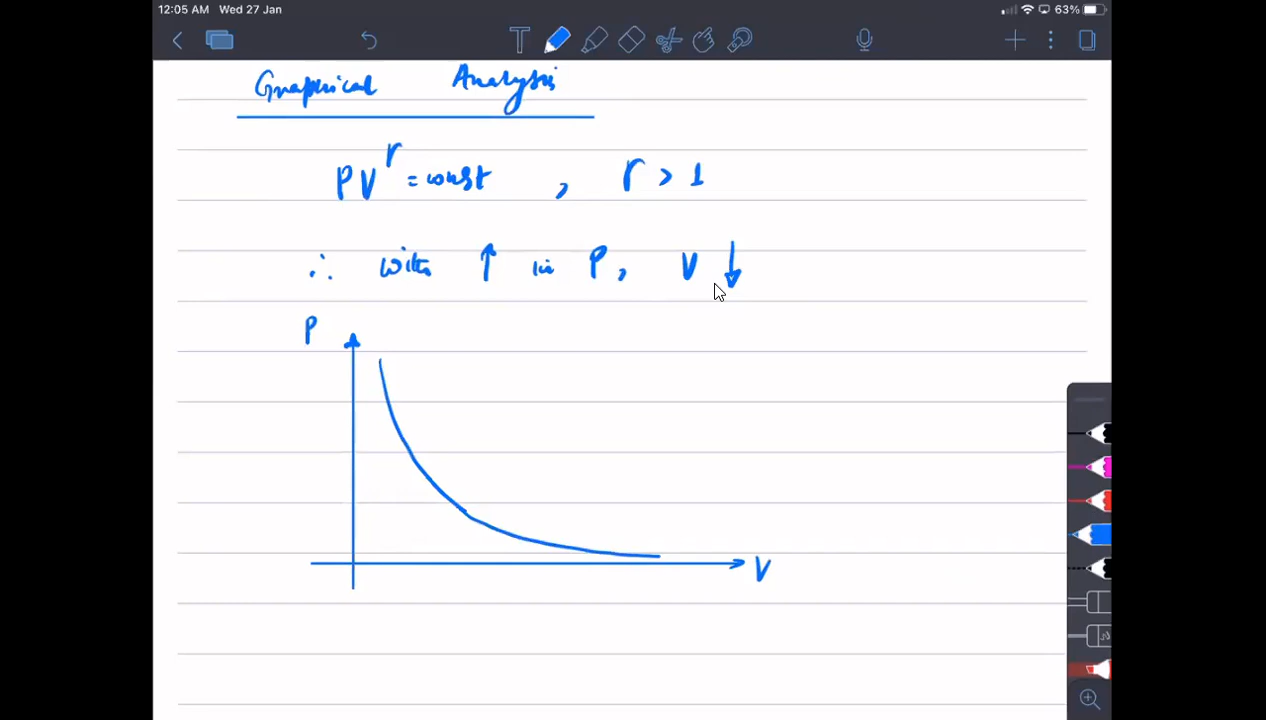 12:05 AM Wed 27 Jan 63%
Graphical Analysis
PV^r = const , r > 1
∴ with ↑ in P, V ↓
P
V